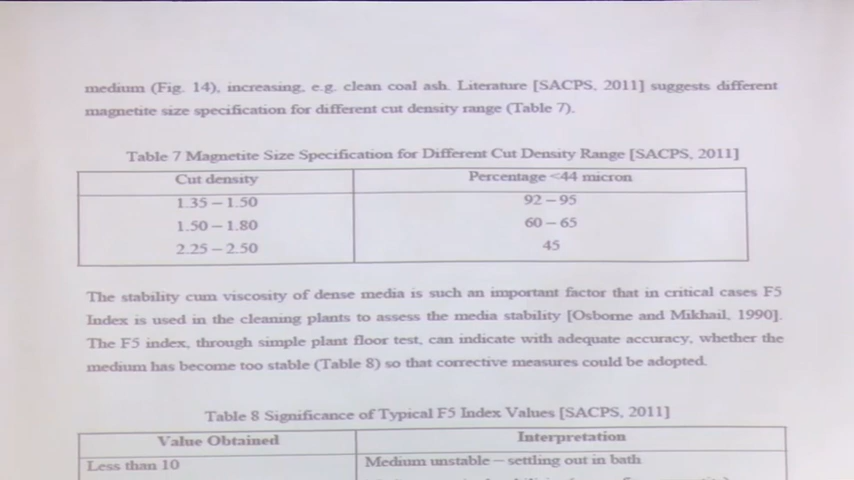 medium (Fig. 14), increasing, e.g. clean coal ash. Literature [SACPS, 2011] suggests different
magnetite size specification for different cut density range (Table 7).
Table 7 Magnetite Size Specification for Different Cut Density Range [SACPS, 2011]
Cut density Percentage <44 micron
1.35 – 1.50 92 – 95
1.50 – 1.80 60 – 65
2.25 – 2.50 45
The stability cum viscosity of dense media is such an important factor that in critical cases F5
Index is used in the cleaning plants to assess the media stability [Osborne and Mikhail, 1990].
The F5 index, through simple plant floor test, can indicate with adequate accuracy, whether the
medium has become too stable (Table 8) so that corrective measures could be adopted.
Table 8 Significance of Typical F5 Index Values [SACPS, 2011]
Value Obtained Interpretation
Less than 10 Medium unstable – settling out in bath